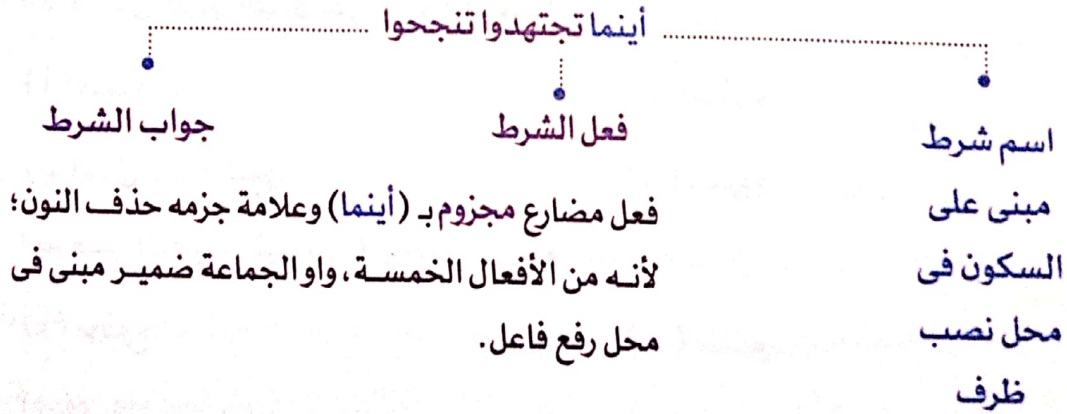 أينما تجتهدوا تنجحوا
اسم شرط
مبنى على
السكون فى
محل نصب
ظرف
فعل الشرط
جواب الشرط
فعل مضارع مجزوم بـ (أينما) وعلامة جزمه حذف النون؛
لأنه من الأفعال الخمسة، واو الجماعة ضمير مبنى فى
محل رفع فاعل.